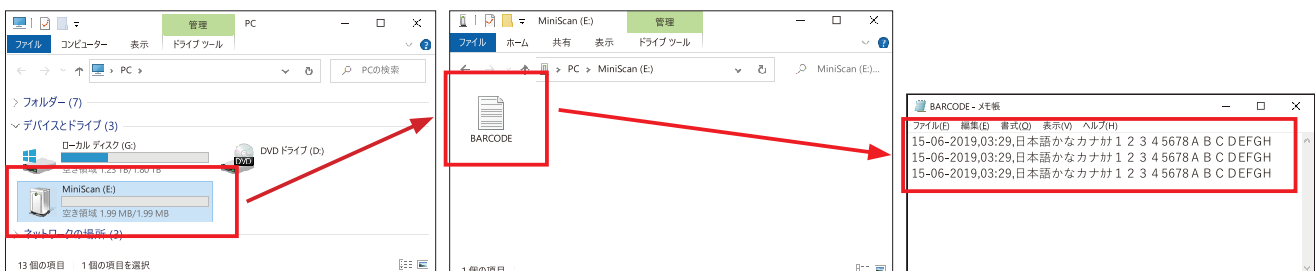 管理 PC
ファイル コンピューター 表示 ドライブ ツール
PC
PCの検索
フォルダー (7)
デバイスとドライブ (3)
ローカル ディスク (G:)
空き領域 1.23 TB/1.80 TB
DVD ドライブ (D:)
DVD
MiniScan (E:)
空き領域 1.99 MB/1.99 MB
ネットワークの場所 (3)
13 個の項目 1 個の項目を選択
MiniScan (E:) 管理
ファイル ホーム 共有 表示 ドライブ ツール
PC MiniScan (E:)
MiniScan (E:)...
BARCODE
1 個の項目
BARCODE - メモ帳
ファイル(F) 編集(E) 書式(O) 表示(V) ヘルプ(H)
15-06-2019,03:29,日本語かなカナｶﾅ１２３４5678ＡＢＣＤEFGH
15-06-2019,03:29,日本語かなカナｶﾅ１２３４5678ＡＢＣＤEFGH
15-06-2019,03:29,日本語かなカナｶﾅ１２３４5678ＡＢＣＤEFGH